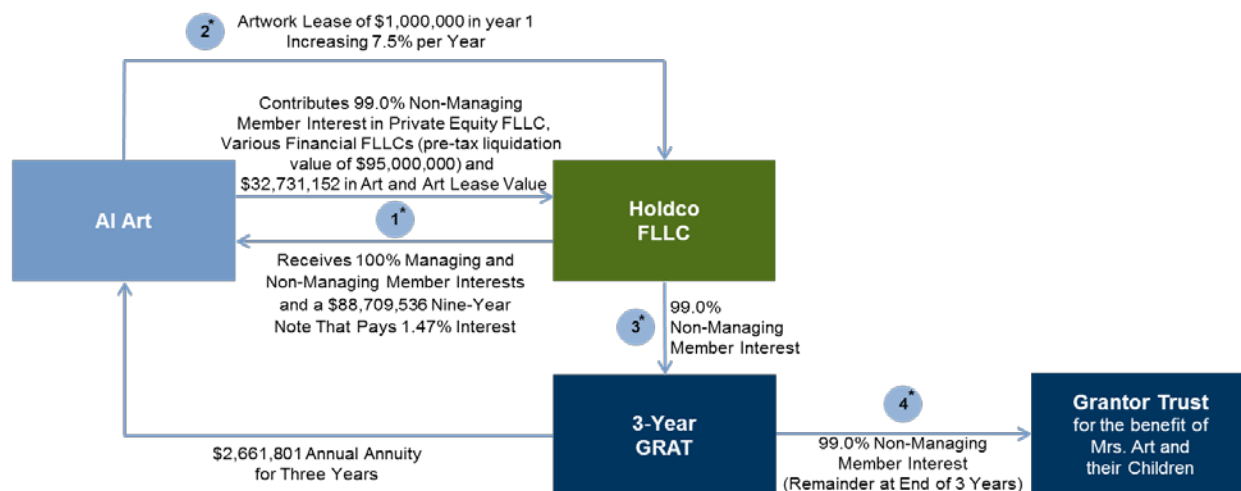 2*
Artwork Lease of $1,000,000 in year 1
Increasing 7.5% per Year
Contributes 99.0% Non-Managing
Member Interest in Private Equity FLLC,
Various Financial FLLCs (pre-tax liquidation
value of $95,000,000) and
$32,731,152 in Art and Art Lease Value
Al Art
Holdco
FLLC
1*
Receives 100% Managing and
Non-Managing Member Interests
and a $88,709,536 Nine-Year
Note That Pays 1.47% Interest
3*
99.0%
Non-Managing
Member Interest
3-Year
GRAT
4*
Grantor Trust
for the benefit of
Mrs. Art and
their Children
$2,661,801 Annual Annuity
for Three Years
99.0% Non-Managing
Member Interest
(Remainder at End of 3 Years)